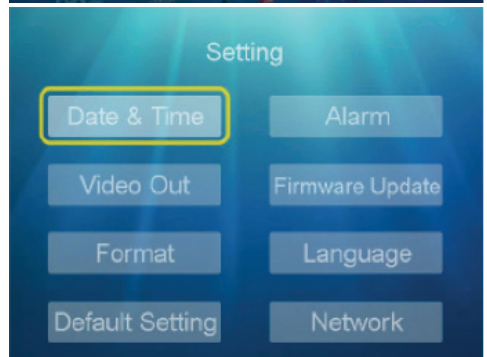 Setting
Date & Time
Alarm
Video Out
Firmware Update
Format
Language
Default Setting
Network